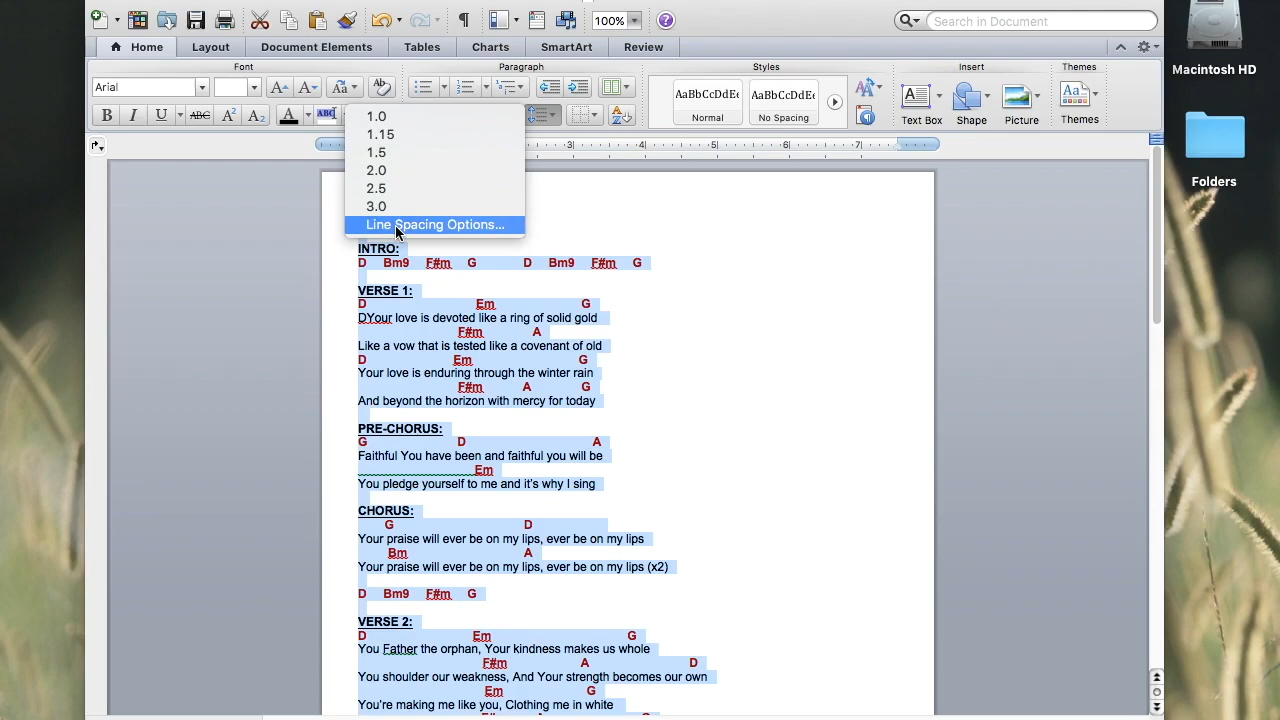 100%
Search in Document
Home Layout Document Elements Tables Charts SmartArt Review
Font Paragraph Styles Insert Themes
Arial
AaBbCcDdEe AaBbCcDdEe
Normal No Spacing Text Box Shape Picture Themes
1.0
1.15
1.5
2.0
2.5
3.0
Line Spacing Options...
3 4 5 6 7
INTRO:
D Bm9 F#m G D Bm9 F#m G
VERSE 1:
D Em G
DYour love is devoted like a ring of solid gold
F#m A
Like a vow that is tested like a covenant of old
D Em G
Your love is enduring through the winter rain
F#m A G
And beyond the horizon with mercy for today
PRE-CHORUS:
G D A
Faithful You have been and faithful you will be
Em
You pledge yourself to me and it's why I sing
CHORUS:
G D
Your praise will ever be on my lips, ever be on my lips
Bm A
Your praise will ever be on my lips, ever be on my lips (x2)
D Bm9 F#m G
VERSE 2:
D Em G
You Father the orphan, Your kindness makes us whole
F#m A D
You shoulder our weakness, And Your strength becomes our own
Em G
You're making me like you, Clothing me in white
Macintosh HD
Folders